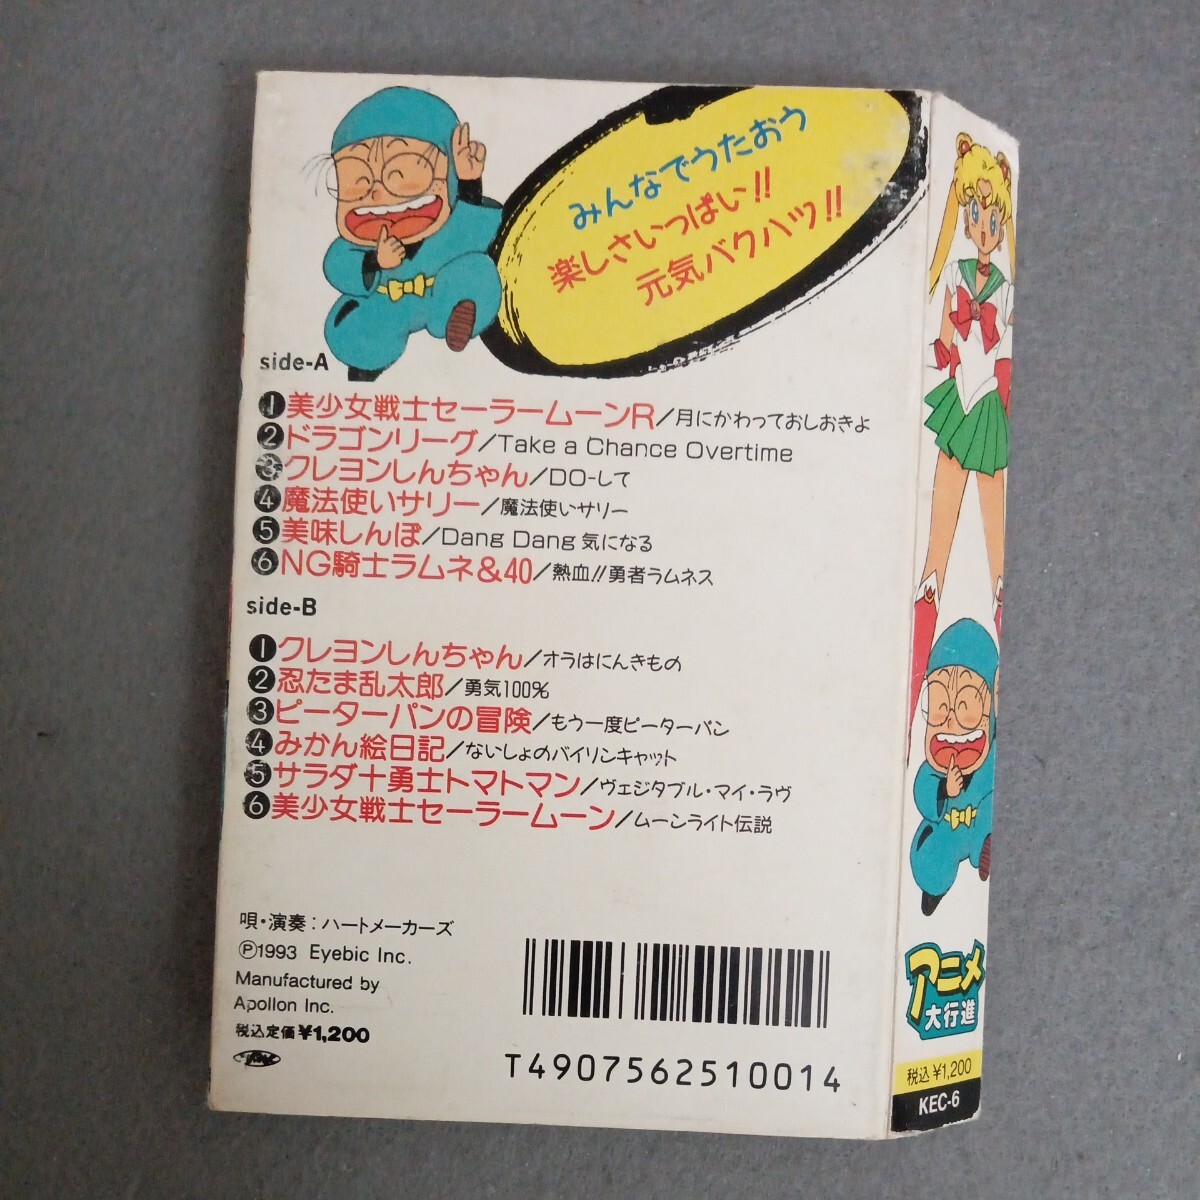 みんなでうたおう
楽しさいっぱい!!
元気バクハツ!!
side-A
1 美少女戦士セーラームーンR/月にかわっておしおきよ
2 ドラゴンリーグ/Take a Chance Overtime
3 クレヨンしんちゃん/DO-して
4 魔法使いサリー/魔法使いサリー
5 美味しんぼ/Dang Dang 気になる
6 NG騎士ラムネ&40/熱血!!勇者ラムネス
side-B
1 クレヨンしんちゃん/オラはにんきもの
2 忍たま乱太郎/勇気100%
3 ピーターパンの冒険/もう一度ピーターパン
4 みかん絵日記/ないしょのバイリンキャット
5 サラダ十勇士トマトマン/ヴェジタブル・マイ・ラヴ
6 美少女戦士セーラームーン/ムーンライト伝説
唄・演奏:ハートメーカーズ
Ⓟ1993 Eyebic Inc.
Manufactured by
Apollon Inc.
税込定価¥1,200
T4907562510014
アニメ
大行進
税込¥1,200
KEC-6